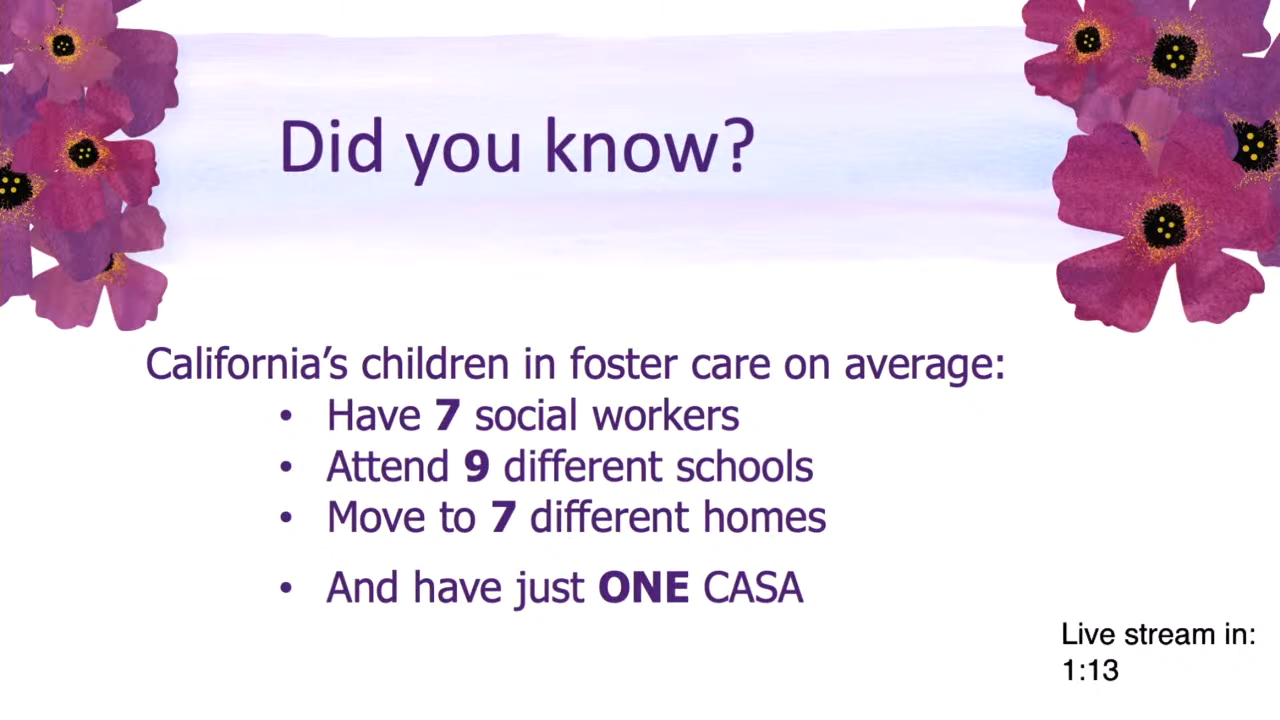 Did you know?
California’s children in foster care on average:
• Have 7 social workers
• Attend 9 different schools
• Move to 7 different homes
• And have just ONE CASA
Live stream in:
1:13